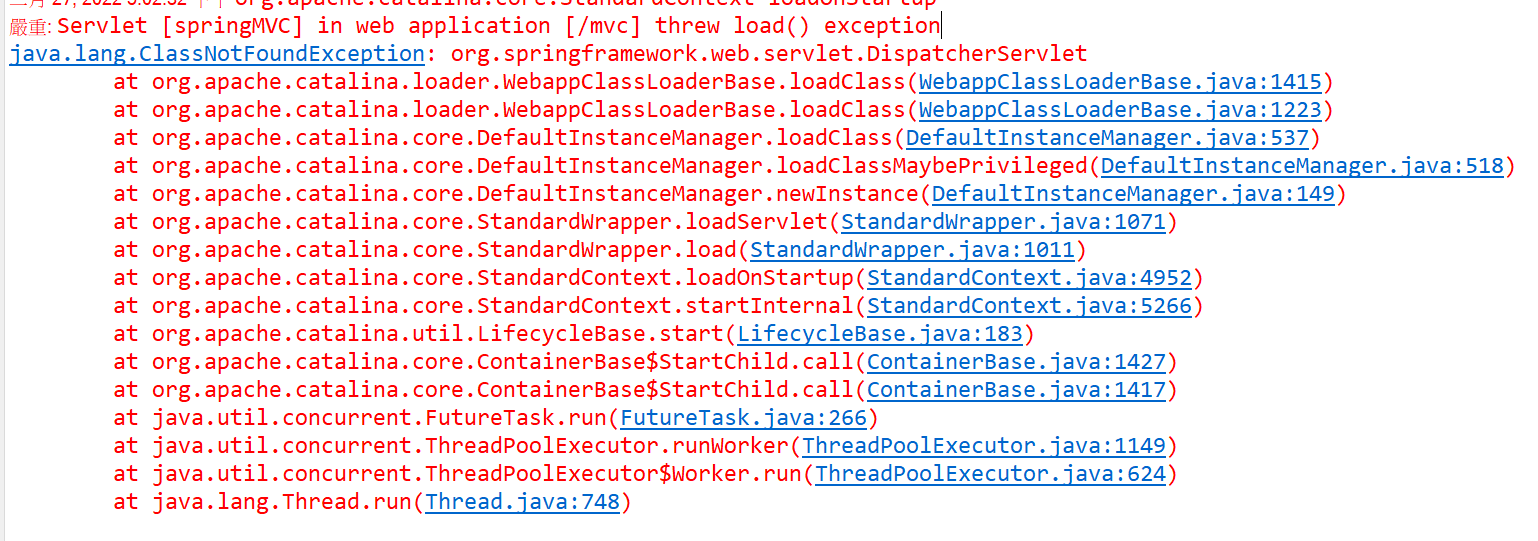 27, 2022 org.apache.catalina.core.StandardContext loadOnStartup
嚴重: Servlet [springMVC] in web application [/mvc] threw load() exception
java.lang.ClassNotFoundException: org.springframework.web.servlet.DispatcherServlet
at org.apache.catalina.loader.WebappClassLoaderBase.loadClass(WebappClassLoaderBase.java:1415)
at org.apache.catalina.loader.WebappClassLoaderBase.loadClass(WebappClassLoaderBase.java:1223)
at org.apache.catalina.core.DefaultInstanceManager.loadClass(DefaultInstanceManager.java:537)
at org.apache.catalina.core.DefaultInstanceManager.loadClassMaybePrivileged(DefaultInstanceManager.java:518)
at org.apache.catalina.core.DefaultInstanceManager.newInstance(DefaultInstanceManager.java:149)
at org.apache.catalina.core.StandardWrapper.loadServlet(StandardWrapper.java:1071)
at org.apache.catalina.core.StandardWrapper.load(StandardWrapper.java:1011)
at org.apache.catalina.core.StandardContext.loadOnStartup(StandardContext.java:4952)
at org.apache.catalina.core.StandardContext.startInternal(StandardContext.java:5266)
at org.apache.catalina.util.LifecycleBase.start(LifecycleBase.java:183)
at org.apache.catalina.core.ContainerBase$StartChild.call(ContainerBase.java:1427)
at org.apache.catalina.core.ContainerBase$StartChild.call(ContainerBase.java:1417)
at java.util.concurrent.FutureTask.run(FutureTask.java:266)
at java.util.concurrent.ThreadPoolExecutor.runWorker(ThreadPoolExecutor.java:1149)
at java.util.concurrent.ThreadPoolExecutor$Worker.run(ThreadPoolExecutor.java:624)
at java.lang.Thread.run(Thread.java:748)